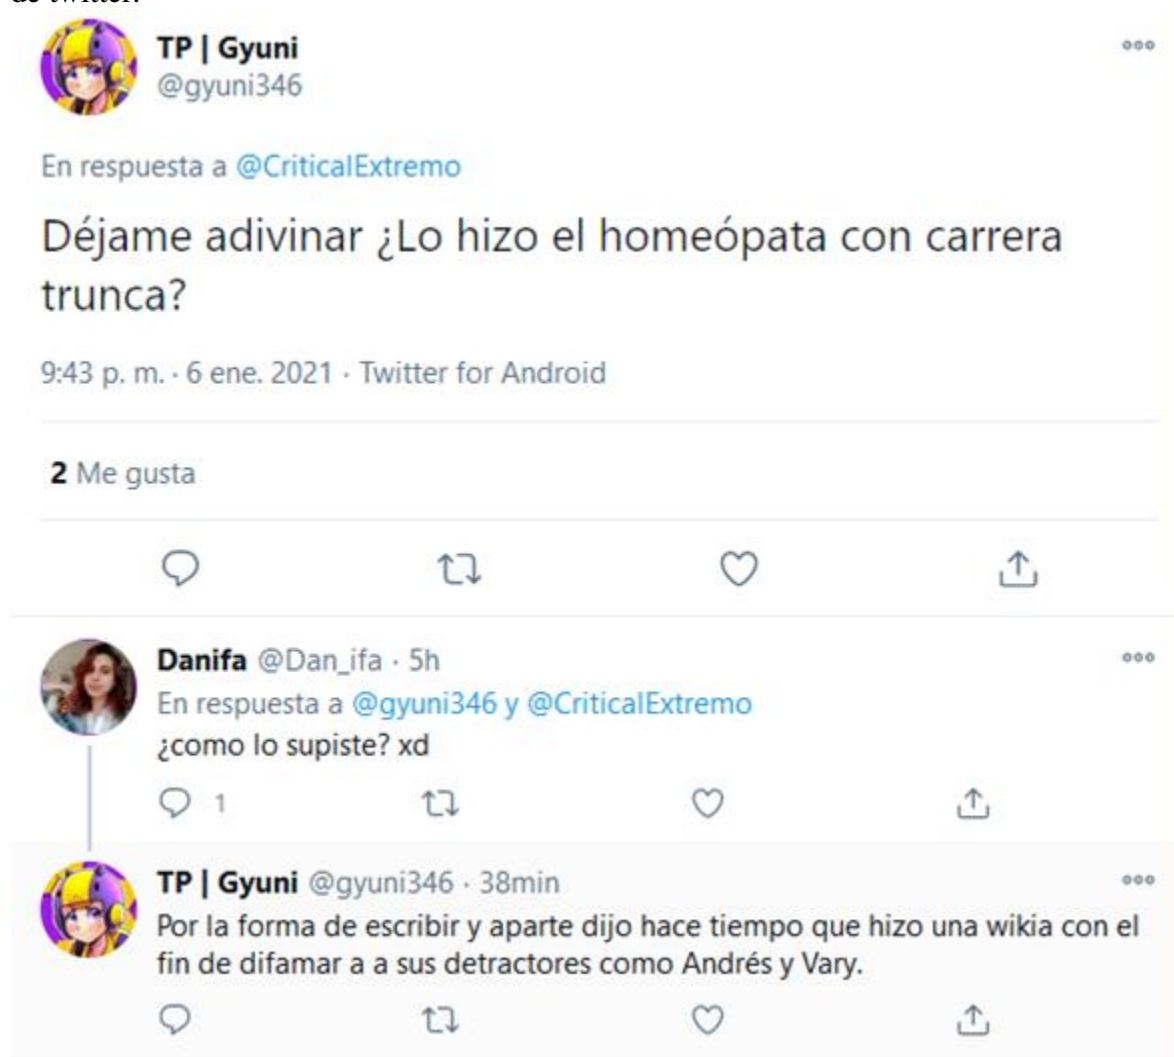 de twitter.
TP | Gyuni
@gyuni346
En respuesta a @CriticalExtremo
Déjame adivinar ¿Lo hizo el homeópata con carrera
trunca?
9:43 p. m. · 6 ene. 2021 · Twitter for Android
2 Me gusta
Danifa @Dan_ifa · 5h
En respuesta a @gyuni346 y @CriticalExtremo
¿como lo supiste? xd
1
TP | Gyuni @gyuni346 · 38min
Por la forma de escribir y aparte dijo hace tiempo que hizo una wikia con el
fin de difamar a a sus detractores como Andrés y Vary.